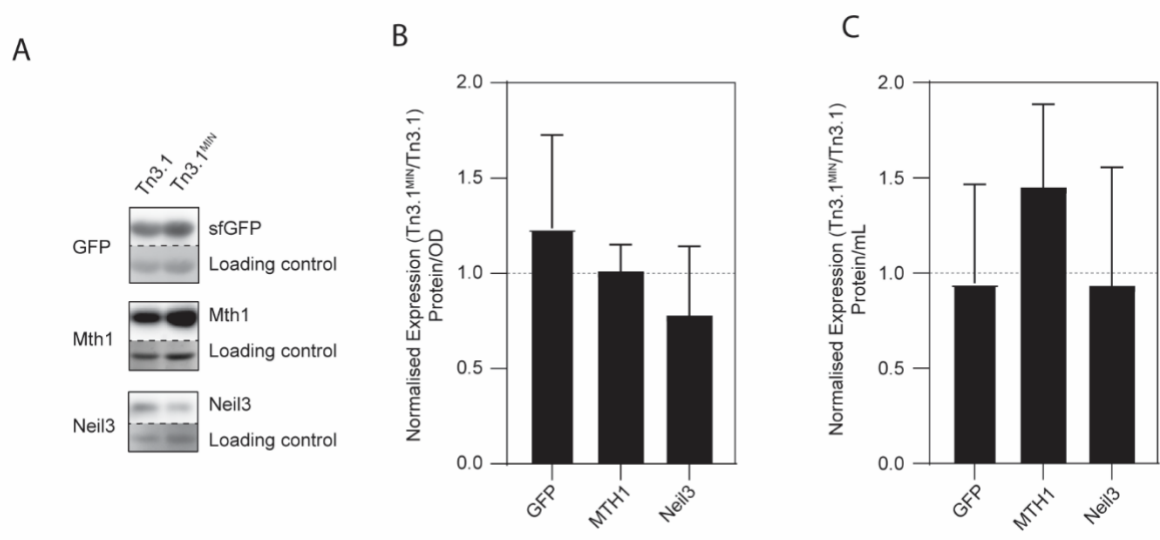 A
Tn3.1
Tn3.1MIN
GFP
sfGFP
Loading control
Mth1
Mth1
Loading control
Neil3
Neil3
Loading control
B
Normalised Expression (Tn3.1MIN/Tn3.1)
Protein/OD
2.0
1.5
1.0
0.5
0.0
GFP
MTH1
Neil3
C
Normalised Expression (Tn3.1MIN/Tn3.1)
Protein/mL
2.0
1.5
1.0
0.5
0.0
GFP
MTH1
Neil3